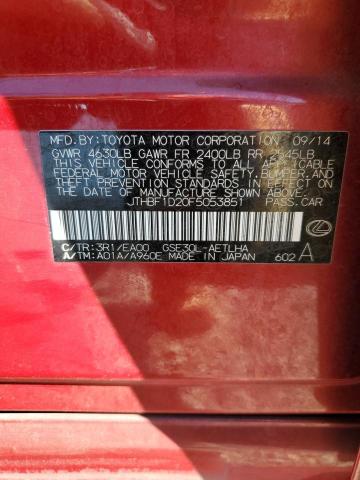 MFD.BY:TOYOTA MOTOR CORPORATION 09/14
GVWR 4630LB GAWR FR 2400LB RR 2645LB
THIS VEHICLE CONFORMS TO ALL APPLICABLE
FEDERAL MOTOR VEHICLE SAFETY,BUMPER,AND
THEFT PREVENTION STANDARDS IN EFFECT ON
THE DATE OF MANUFACTURE SHOWN ABOVE.
JTHBF1D20F5053851 PASS.CAR
C/TR:3R1/EA00 GSE30L-AETLHA
A/TM:A01A/A960E MADE IN JAPAN 602 A